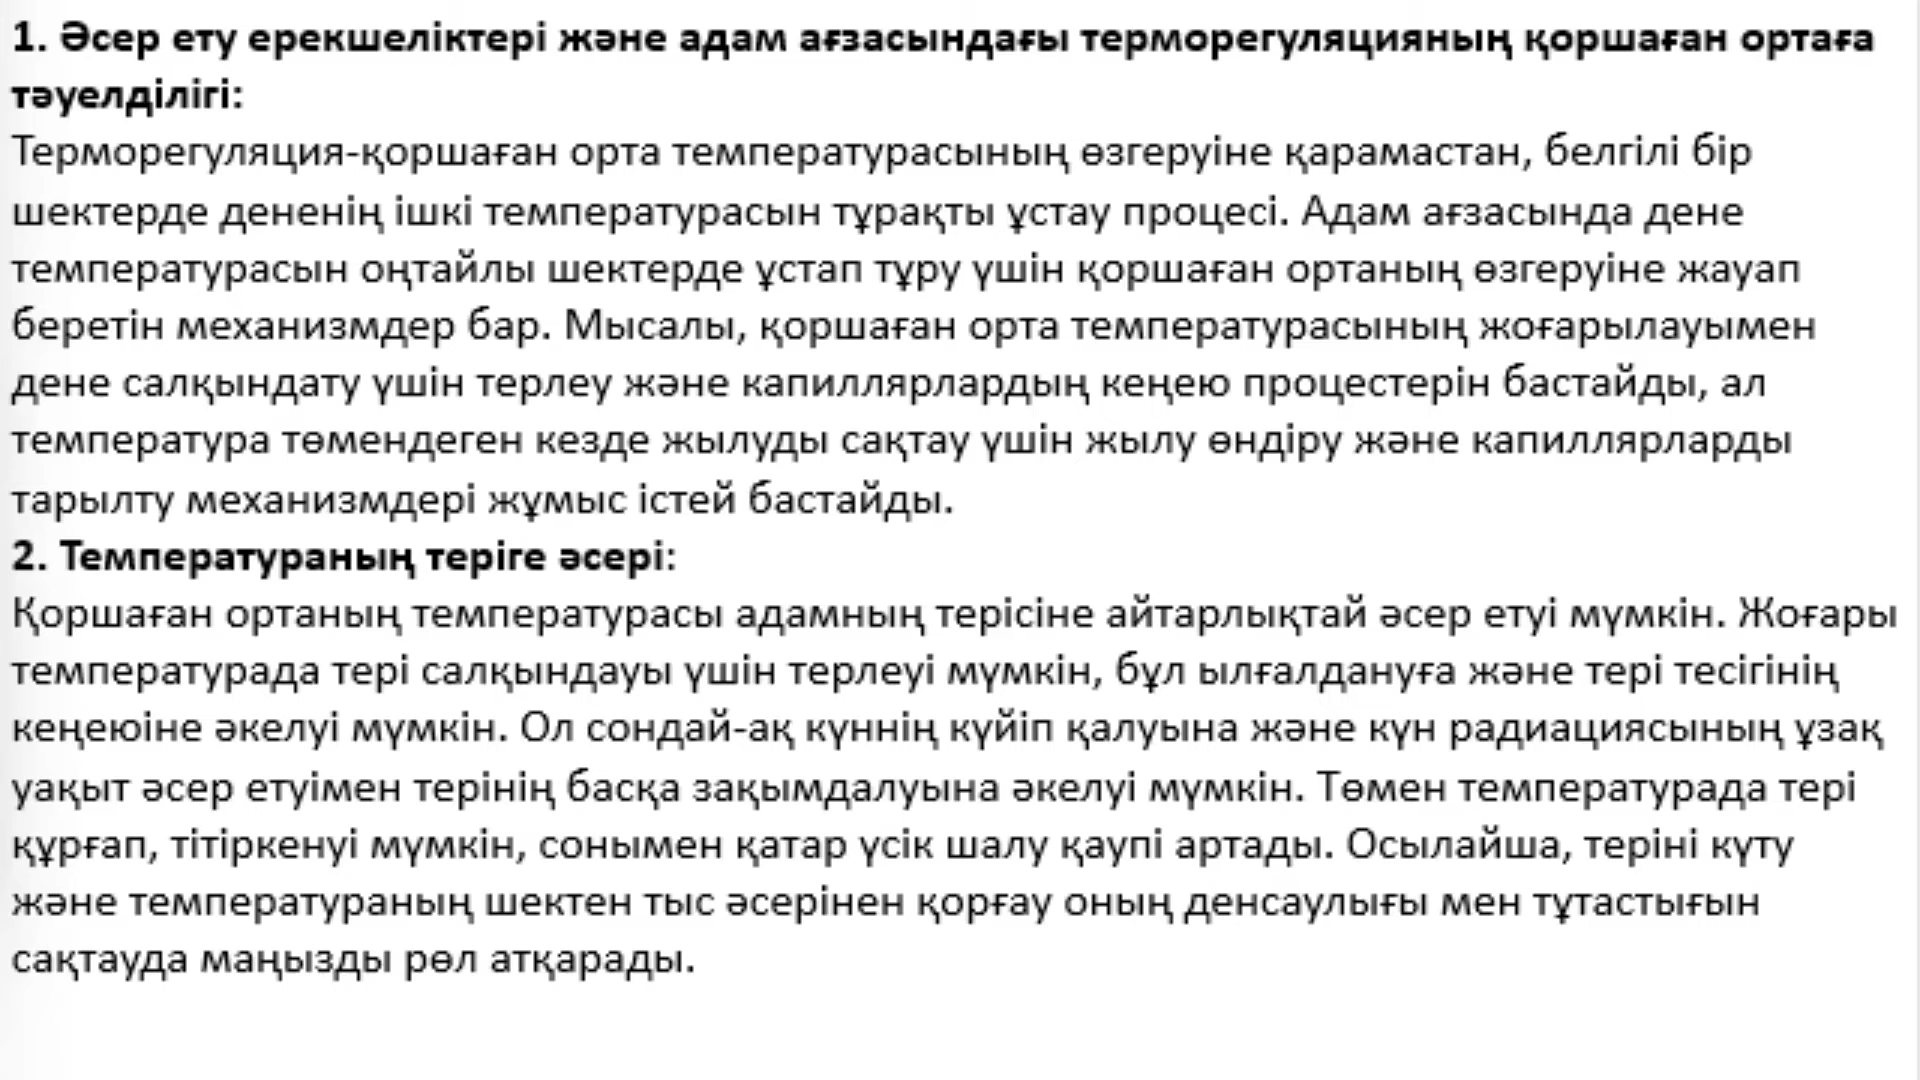 1. Әсер ету ерекшеліктері және адам ағзасындағы терморегуляцияның қоршаған ортаға
тәуелділігі:
Терморегуляция-қоршаған орта температурасының өзгеруіне қарамастан, белгілі бір
шектерде дененің ішкі температурасын тұрақты ұстау процесі. Адам ағзасында дене
температурасын оңтайлы шектерде ұстап тұру үшін қоршаған ортаның өзгеруіне жауап
беретін механизмдер бар. Мысалы, қоршаған орта температурасының жоғарылауымен
дене салқындату үшін терлеу және капиллярлардың кеңею процестерін бастайды, ал
температура төмендеген кезде жылуды сақтау үшін жылу өндіру және капиллярларды
тарылту механизмдері жұмыс істей бастайды.
2. Температураның теріге әсері:
Қоршаған ортаның температурасы адамның терісіне айтарлықтай әсер етуі мүмкін. Жоғары
температурада тері салқындауы үшін терлеуі мүмкін, бұл ылғалдануға және тері тесігінің
кеңеюіне әкелуі мүмкін. Ол сондай-ақ күннің күйіп қалуына және күн радиациясының ұзақ
уақыт әсер етуімен терінің басқа зақымдалуына әкелуі мүмкін. Төмен температурада тері
құрғап, тітіркенуі мүмкін, сонымен қатар үсік шалу қаупі артады. Осылайша, теріні күту
және температураның шектен тыс әсерінен қорғау оның денсаулығы мен тұтастығын
сақтауда маңызды рөл атқарады.